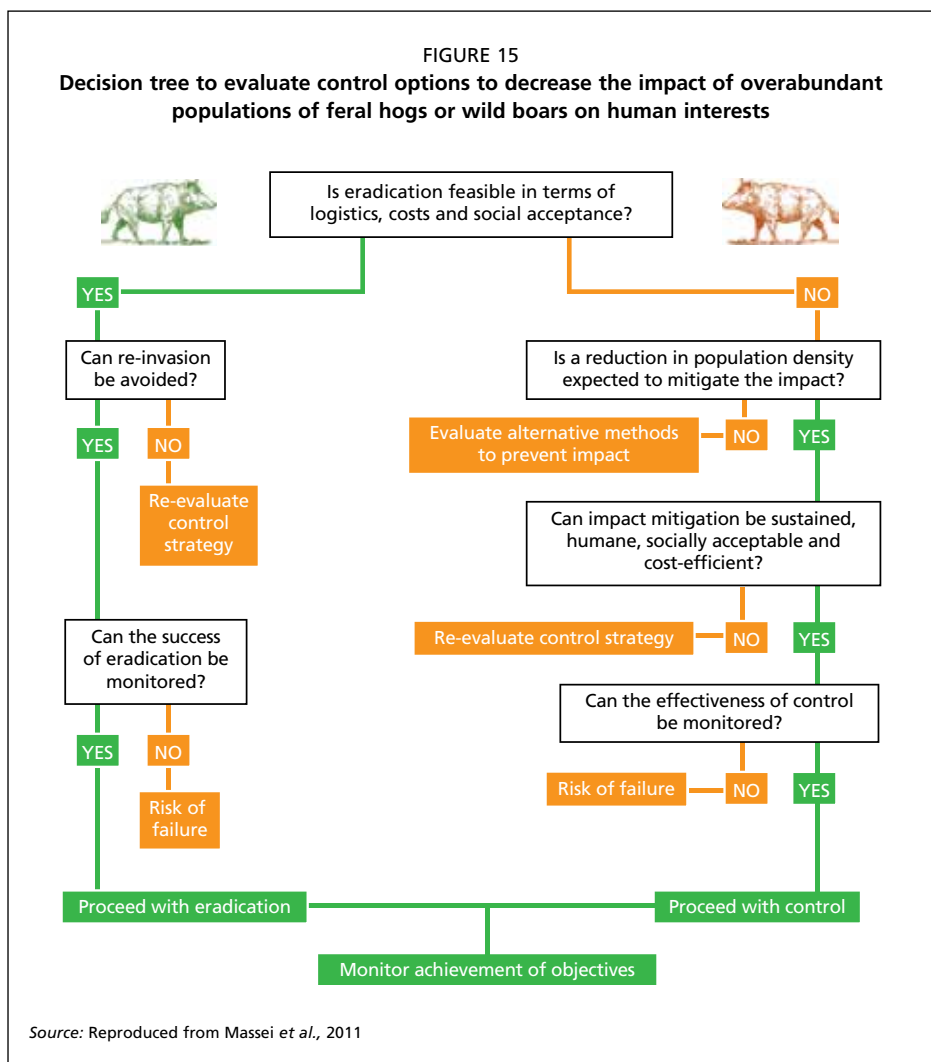 FIGURE 15
Decision tree to evaluate control options to decrease the impact of overabundant
populations of feral hogs or wild boars on human interests
Is eradication feasible in terms of
logistics, costs and social acceptance?
YES
NO
Can re-invasion
be avoided?
YES
NO
Re-evaluate
control
strategy
Can the success
of eradication be
monitored?
YES
NO
Risk of
failure
Proceed with eradication
Is a reduction in population density
expected to mitigate the impact?
Evaluate alternative methods
to prevent impact
NO
YES
Can impact mitigation be sustained,
humane, socially acceptable and
cost-efficient?
Re-evaluate control strategy
NO
YES
Can the effectiveness of control
be monitored?
Risk of failure
NO
YES
Proceed with control
Monitor achievement of objectives
Source: Reproduced from Massei et al., 2011